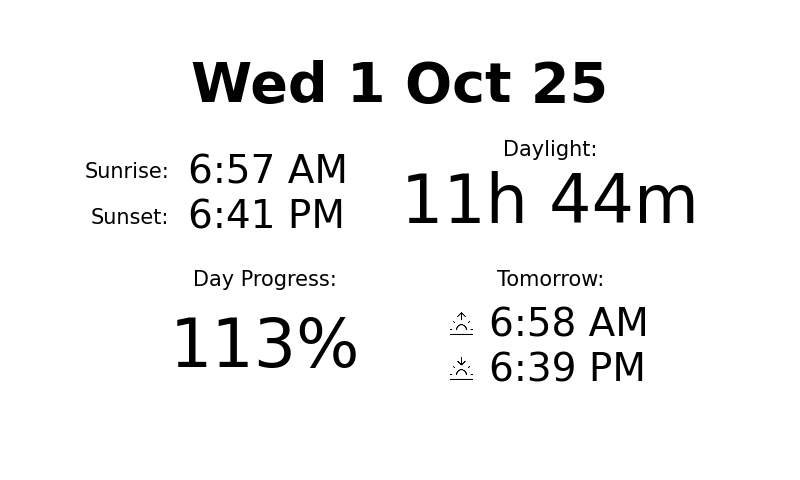 Wed 1 Oct 25
Sunrise: 6:57 AM
Sunset: 6:41 PM
Daylight:
11h 44m
Day Progress:
113%
Tomorrow:
6:58 AM
6:39 PM